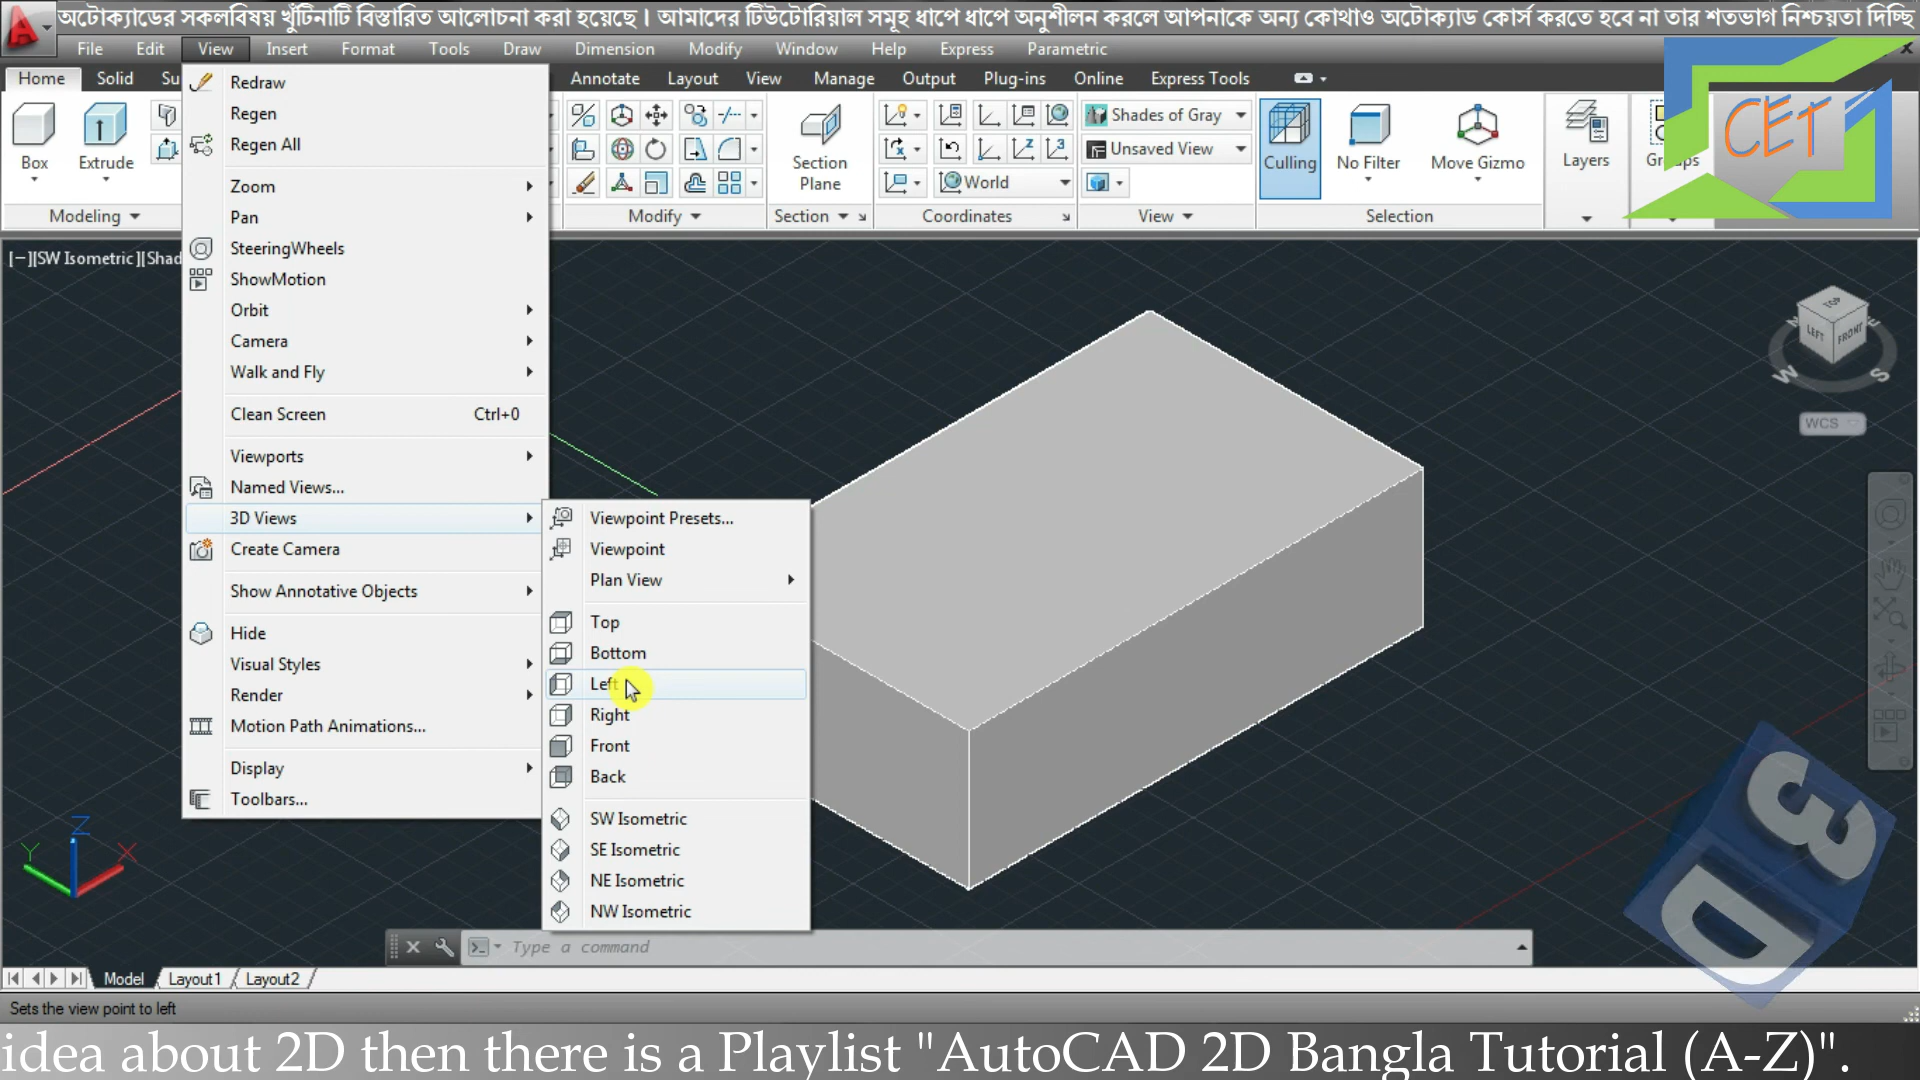 অটোক্যাডের সকলবিষয় খুঁটিনাটি বিস্তারিত আলোচনা করা হয়েছে। আমাদের টিউটোরিয়াল সমূহ ধাপে ধাপে অনুশীলন করলে আপনাকে অন্য কোথাও অটোক্যাড কোর্স করতে হবে না তার শতভাগ নিশ্চয়তা দিচ্ছি
File Edit View Insert Format Tools Draw Dimension Modify Window Help Express Parametric
Home Solid Su Annotate Layout View Manage Output Plug-ins Online Express Tools
Box Extrude
Modeling
Modify
Section Plane
Section
World
Coordinates
Shades of Gray
Unsaved View
View
Culling No Filter Move Gizmo
Selection
Layers
Groups
CET
[−][SW Isometric][Shad
Redraw
Regen
Regen All
Zoom
Pan
SteeringWheels
ShowMotion
Orbit
Camera
Walk and Fly
Clean Screen Ctrl+0
Viewports
Named Views...
3D Views
Create Camera
Show Annotative Objects
Hide
Visual Styles
Render
Motion Path Animations...
Display
Toolbars...
Viewpoint Presets...
Viewpoint
Plan View
Top
Bottom
Left
Right
Front
Back
SW Isometric
SE Isometric
NE Isometric
NW Isometric
TOP
LEFT FRONT
N E
W S
WCS
Z
Y X
3D
Type a command
Model Layout1 Layout2
Sets the view point to left
idea about 2D then there is a Playlist "AutoCAD 2D Bangla Tutorial (A-Z)".